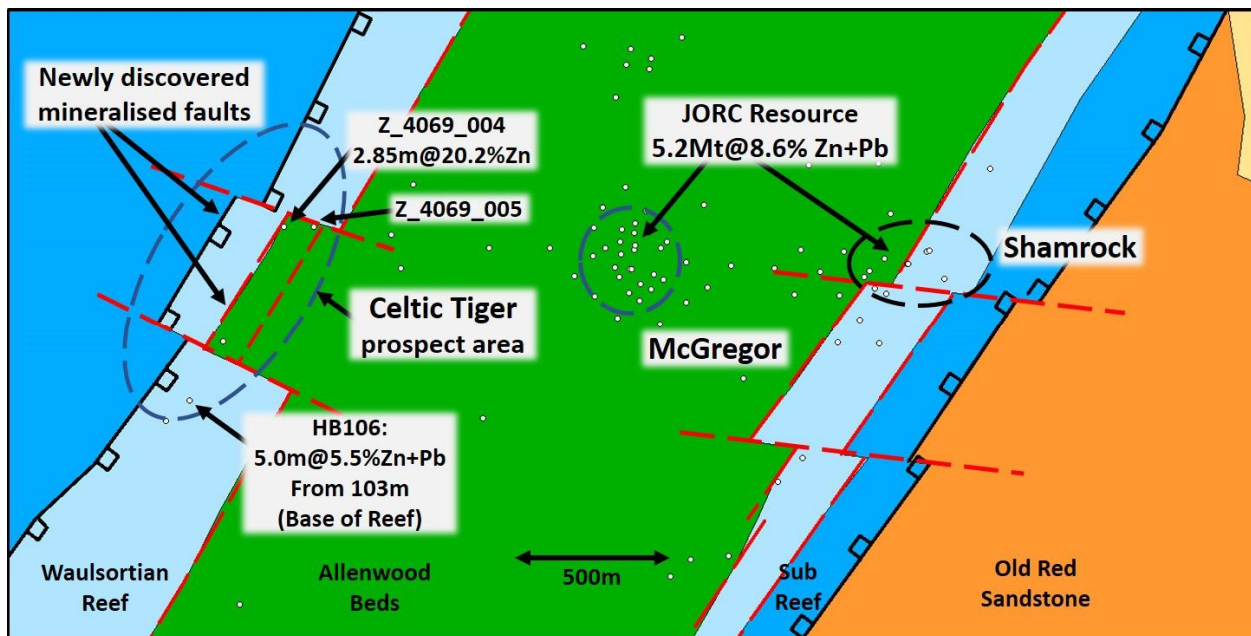 Newly discovered
mineralised faults
Z_4069_004
2.85m@20.2%Zn
Z_4069_005
JORC Resource
5.2Mt@8.6% Zn+Pb
Shamrock
Celtic Tiger
prospect area
McGregor
HB106:
5.0m@5.5%Zn+Pb
From 103m
(Base of Reef)
500m
Waulsortian
Reef
Allenwood
Beds
Sub
Reef
Old Red
Sandstone